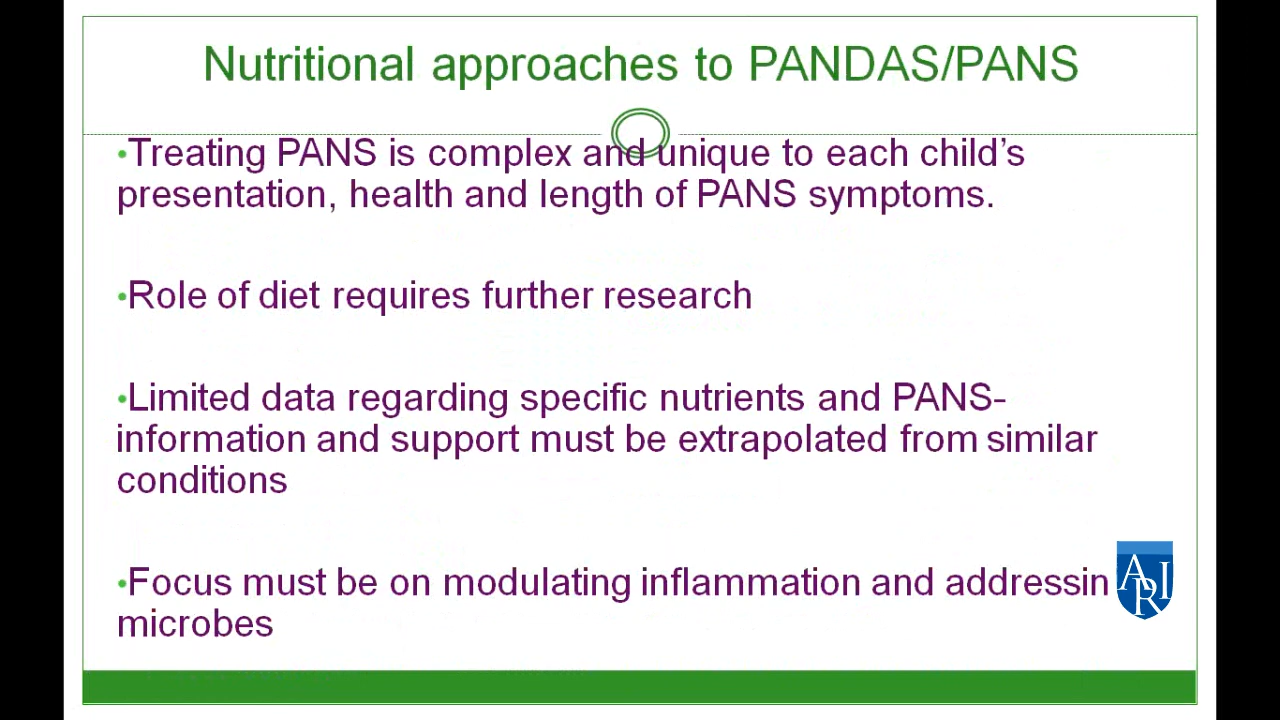 Nutritional approaches to PANDAS/PANS
•Treating PANS is complex and unique to each child's
presentation, health and length of PANS symptoms.
•Role of diet requires further research
•Limited data regarding specific nutrients and PANS-
information and support must be extrapolated from similar
conditions
•Focus must be on modulating inflammation and addressin
microbes
ARI